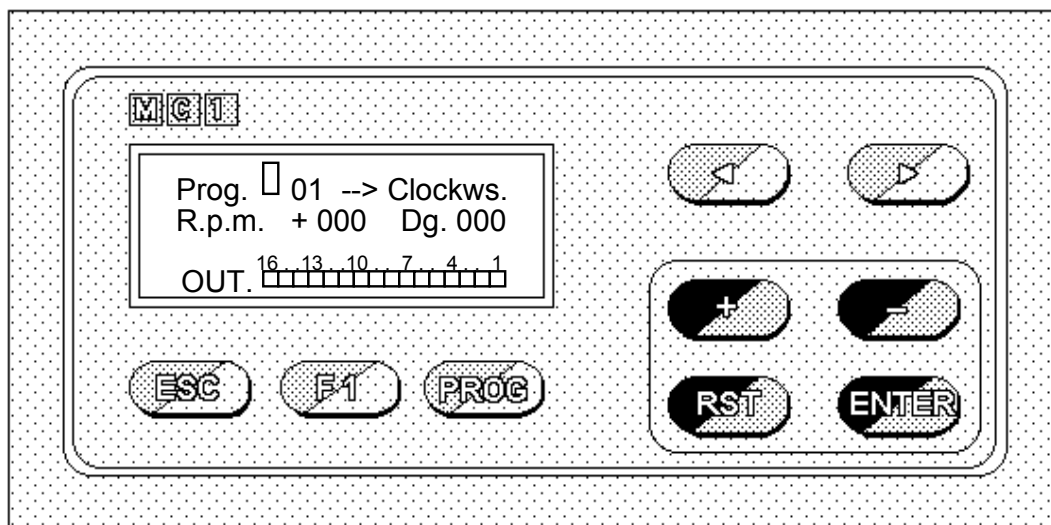 MC1
Prog. 01 --> Clockws.
R.p.m. + 000 Dg. 000
16 . . 13 . . 10 . . 7 . . 4 . . 1
OUT.
+ -
ESC F1 PROG RST ENTER